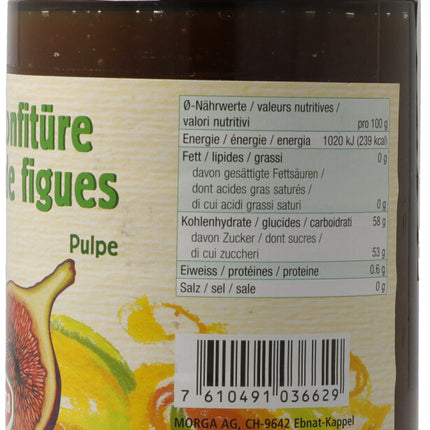 onfitüre
e figues
Pulpe
Ø-Nährwerte / valeurs nutritives /
valori nutritivi pro 100 g
Energie / énergie / energia 1020 kJ (239 kcal)
Fett / lipides / grassi 0 g
davon gesättigte Fettsäuren /
dont acides gras saturés /
di cui acidi grassi saturi 0 g
Kohlenhydrate / glucides / carboidrati 58 g
davon Zucker / dont sucres /
di cui zuccheri 53 g
Eiweiss / protéines / proteine 0.6 g
Salz / sel / sale 0 g
7 610491 036629
MORGA AG, CH-9642 Ebnat-Kappel